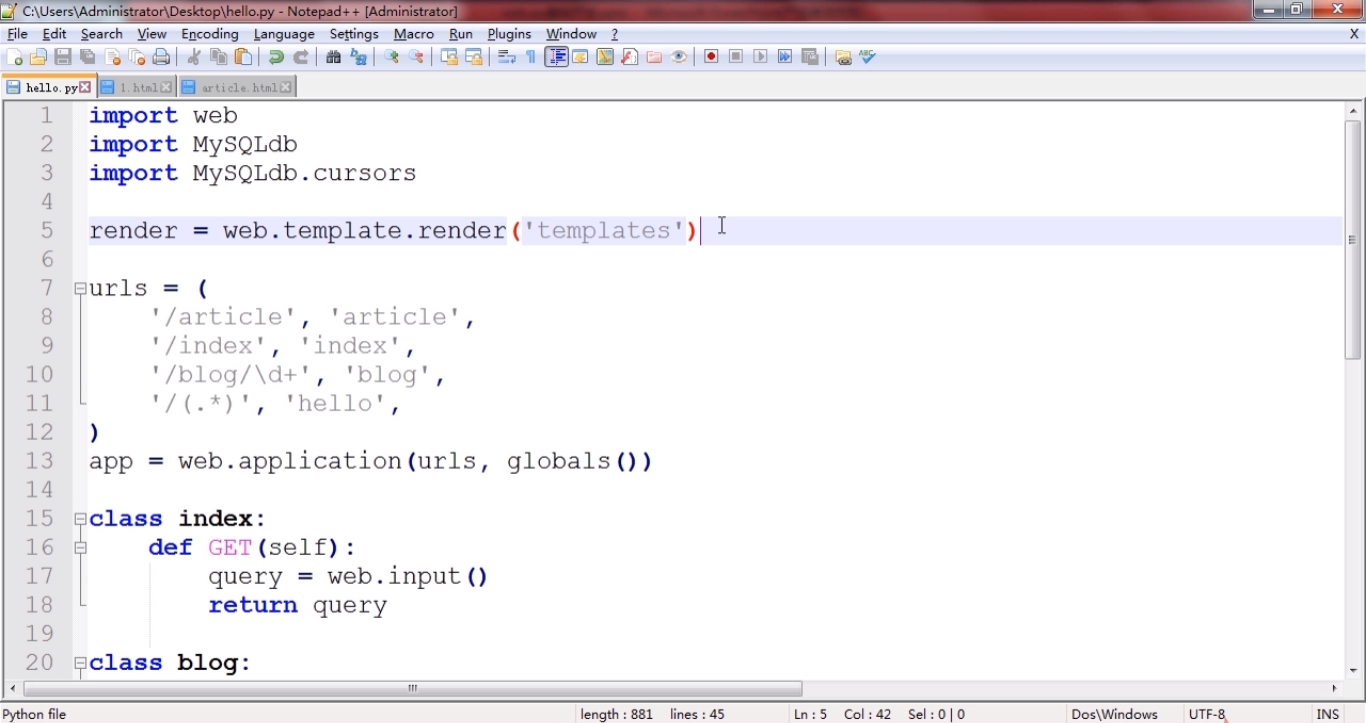 C:\Users\Administrator\Desktop\hello.py - Notepad++ [Administrator]
File Edit Search View Encoding Language Settings Macro Run Plugins Window ? X
hello.py 1.html article.html
1 import web
2 import MySQLdb
3 import MySQLdb.cursors
4
5 render = web.template.render('templates')
6
7 urls = (
8 '/article', 'article',
9 '/index', 'index',
10 '/blog/\d+', 'blog',
11 '/(.*)', 'hello',
12 )
13 app = web.application(urls, globals())
14
15 class index:
16 def GET(self):
17 query = web.input()
18 return query
19
20 class blog:
Python file length : 881 lines : 45 Ln : 5 Col : 42 Sel : 0 | 0 Dos\Windows UTF-8 INS